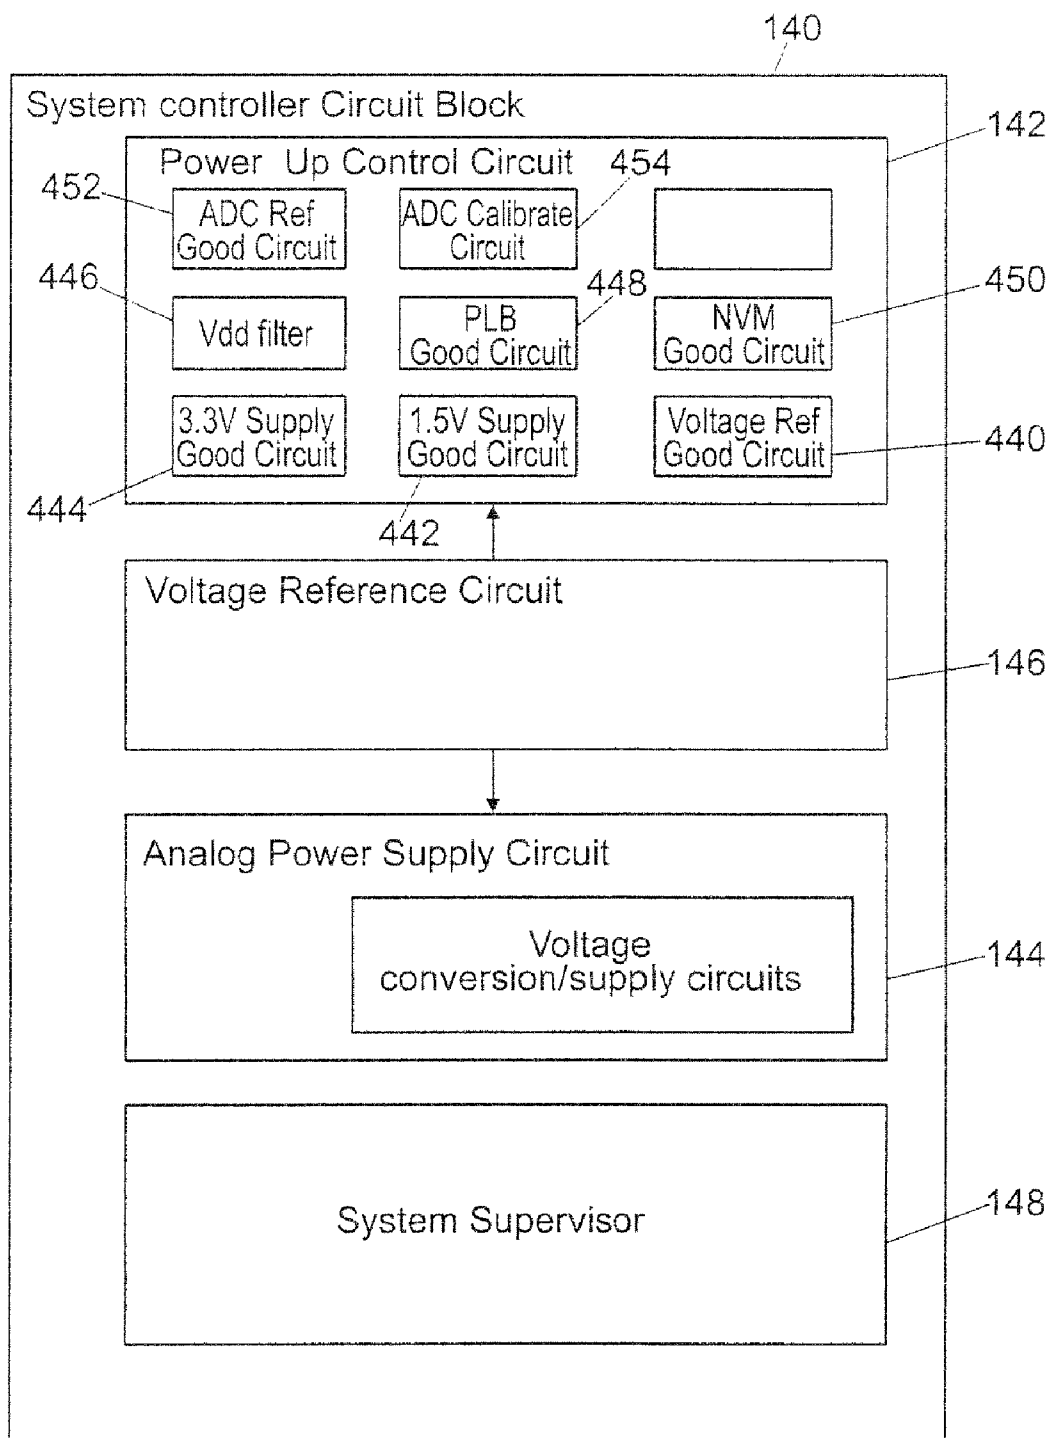 140
System controller Circuit Block
142
Power Up Control Circuit
454
452
ADC Ref
Good Circuit
ADC Calibrate
Circuit
446
448
450
Vdd filter
PLB
Good Circuit
NVM
Good Circuit
3.3V Supply
Good Circuit
1.5V Supply
Good Circuit
Voltage Ref
Good Circuit
440
444
442
Voltage Reference Circuit
146
Analog Power Supply Circuit
Voltage
conversion/supply circuits
144
System Supervisor
148